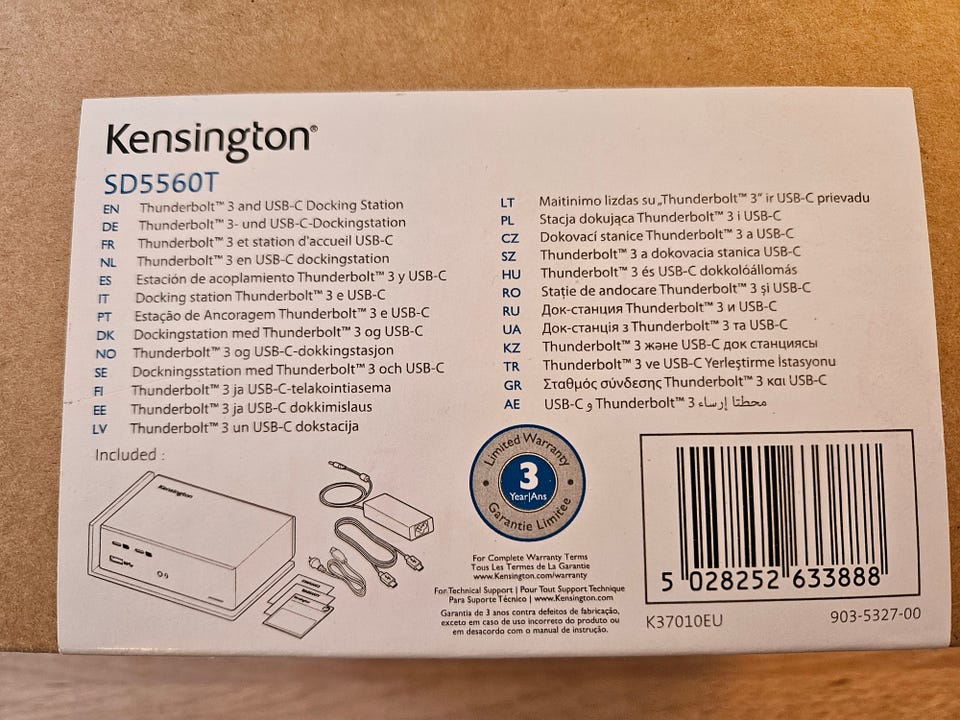 Kensington®
SD5560T
EN Thunderbolt™ 3 and USB-C Docking Station
DE Thunderbolt™ 3- und USB-C-Dockingstation
FR Thunderbolt™ 3 et station d'accueil USB-C
NL Thunderbolt™ 3 en USB-C dockingstation
ES Estación de acoplamiento Thunderbolt™ 3 y USB-C
IT Docking station Thunderbolt™ 3 e USB-C
PT Estação de Ancoragem Thunderbolt™ 3 e USB-C
DK Dockingstation med Thunderbolt™ 3 og USB-C
NO Thunderbolt™ 3 og USB-C-dokkingstasjon
SE Dockningsstation med Thunderbolt™ 3 och USB-C
FI Thunderbolt™ 3 ja USB-C-telakointiasema
EE Thunderbolt™ 3 ja USB-C dokkimislaus
LV Thunderbolt™ 3 un USB-C dokstacija
LT Maitinimo lizdas su „Thunderbolt™ 3" ir USB-C prievadu
PL Stacja dokująca Thunderbolt™ 3 i USB-C
CZ Dokovací stanice Thunderbolt™ 3 a USB-C
SZ Thunderbolt™ 3 a dokovacia stanica USB-C
HU Thunderbolt™ 3 és USB-C dokkolóállomás
RO Stație de andocare Thunderbolt™ 3 și USB-C
RU Док-станция Thunderbolt™ 3 и USB-C
UA Док-станція з Thunderbolt™ 3 та USB-C
KZ Thunderbolt™ 3 және USB-C док станциясы
TR Thunderbolt™ 3 ve USB-C Yerleştirme İstasyonu
GR Σταθμός σύνδεσης Thunderbolt™ 3 και USB-C
AE محطتا إرساء Thunderbolt™ 3 و USB-C
Included :
Kensington
Limited Warranty
3
Year|Ans
Garantie Limitée
For Complete Warranty Terms
Tous Les Termes de La Garanti
www.Kensington.com/warranty
For Technical Support | Pour Tout Support Technique
Para Suporte Técnico | www.Kensington.com
Garantia de 3 anos contra defeitos de fabricação,
exceto em caso de uso incorreto do produto ou
em desacordo com o manual de instrução.
5 028252 633888
K37010EU
903-5327-00